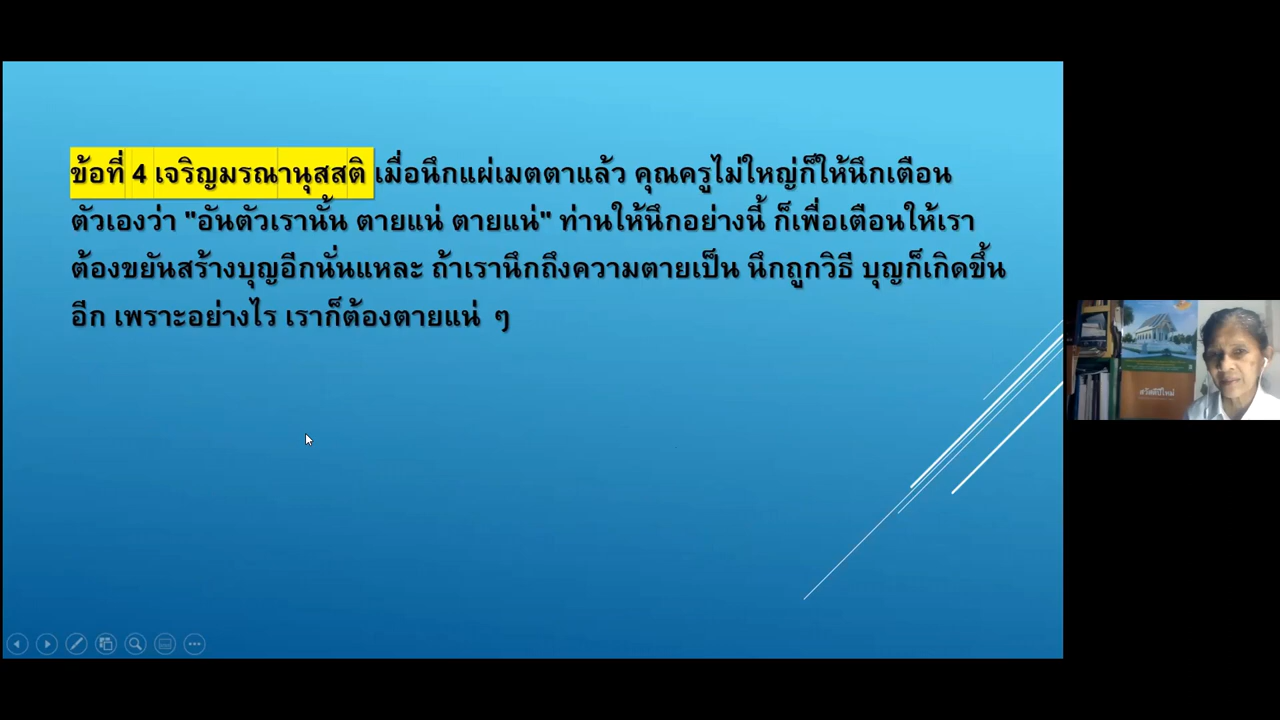 ข้อที่ 4 เจริญมรณานุสสติ เมื่อนึกแผ่เมตตาแล้ว คุณครูไม่ใหญ่ก็ให้นึกเตือน
ตัวเองว่า "อันตัวเรานั้น ตายแน่ ตายแน่" ท่านให้นึกอย่างนี้ ก็เพื่อเตือนให้เรา
ต้องขยันสร้างบุญอีกนั่นแหละ ถ้าเรานึกถึงความตายเป็น นึกถูกวิธี บุญก็เกิดขึ้น
อีก เพราะอย่างไร เราก็ต้องตายแน่ ๆ
สวัสดีปีใหม่